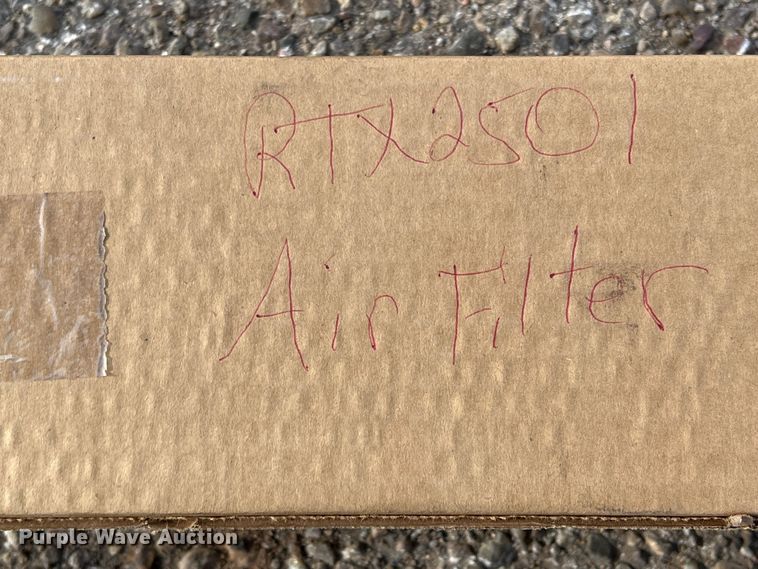 RTX2501
Air Filter
Purple Wave Auction